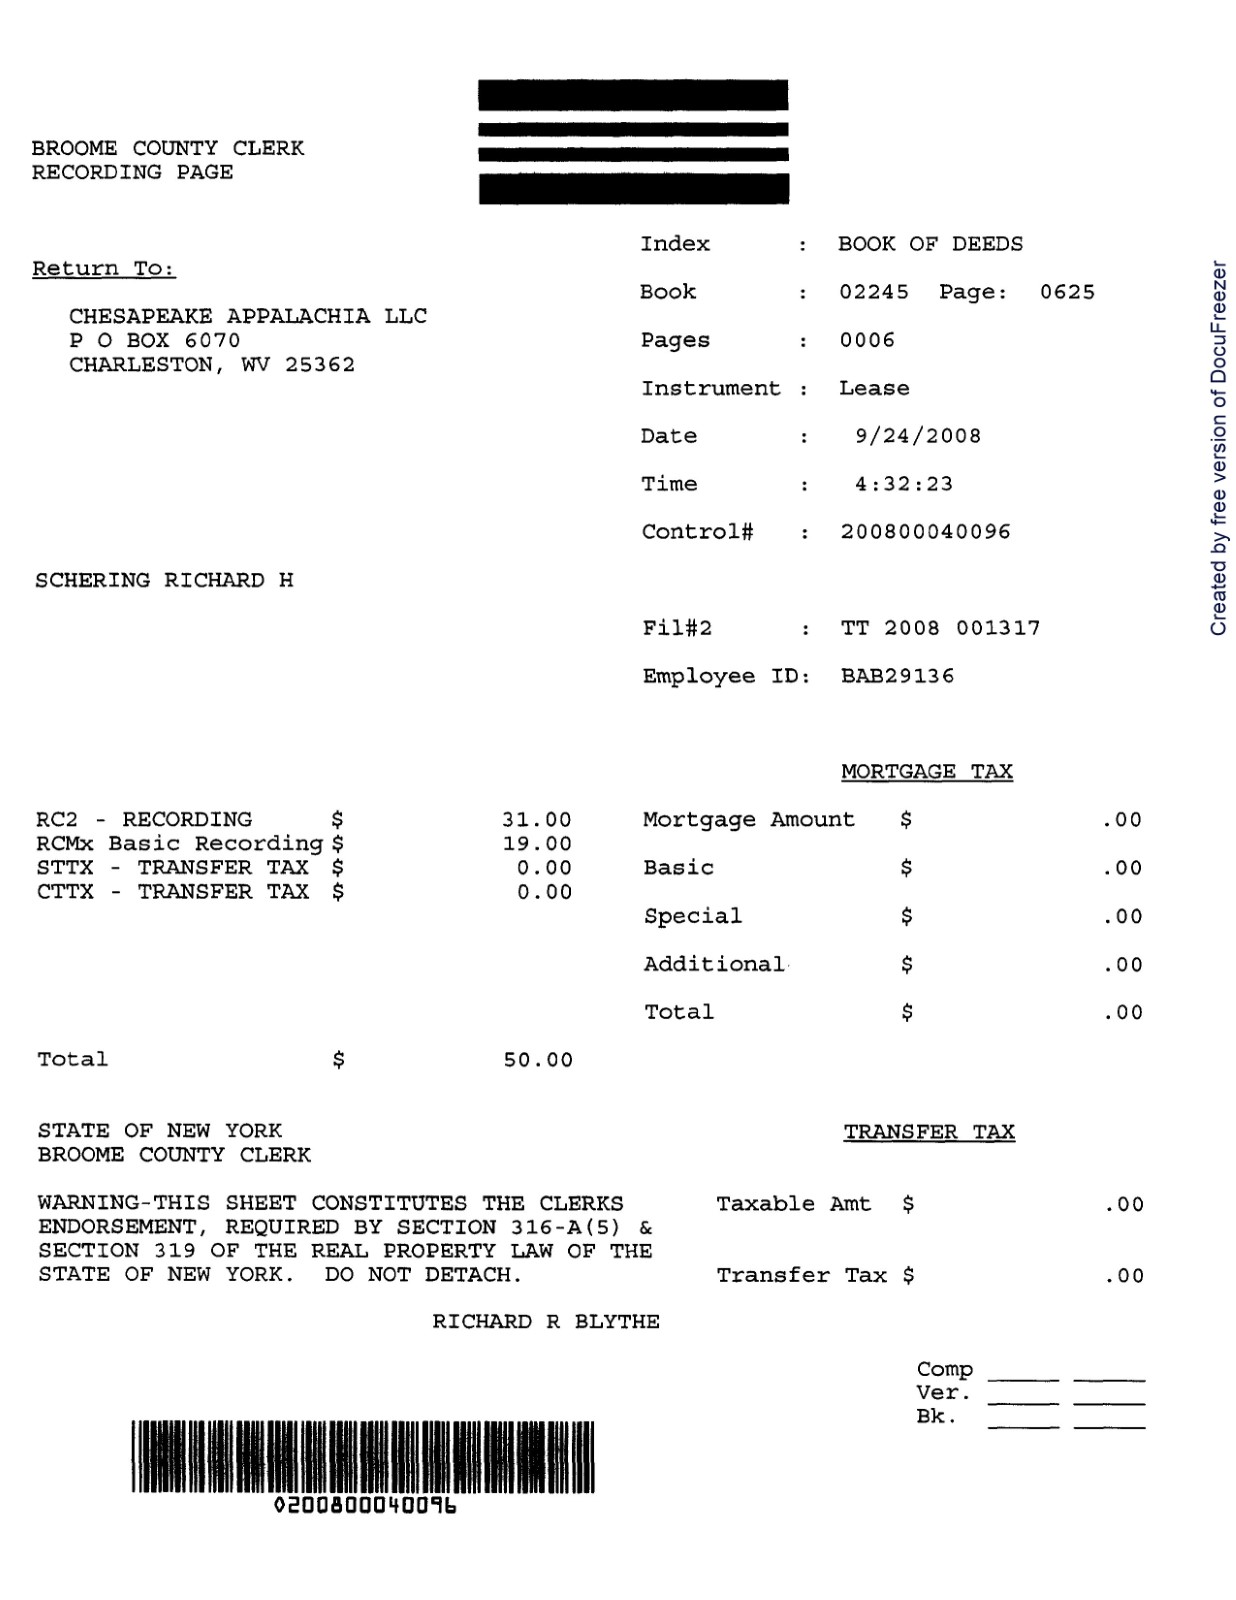 BROOME COUNTY CLERK
RECORDING PAGE
Return To:
CHESAPEAKE APPALACHIA LLC
P O BOX 6070
CHARLESTON, WV 25362
Index : BOOK OF DEEDS
Book : 02245 Page: 0625
Pages : 0006
Instrument : Lease
Date : 9/24/2008
Time : 4:32:23
Control# : 200800040096
SCHERING RICHARD H
Fil#2 : TT 2008 001317
Employee ID: BAB29136
MORTGAGE TAX
RC2 - RECORDING $ 31.00
RCMx Basic Recording $ 19.00
STTX - TRANSFER TAX $ 0.00
CTTX - TRANSFER TAX $ 0.00
Mortgage Amount $ .00
Basic $ .00
Special $ .00
Additional $ .00
Total $ .00
Total $ 50.00
STATE OF NEW YORK
BROOME COUNTY CLERK
WARNING-THIS SHEET CONSTITUTES THE CLERKS
ENDORSEMENT, REQUIRED BY SECTION 316-A(5) &
SECTION 319 OF THE REAL PROPERTY LAW OF THE
STATE OF NEW YORK. DO NOT DETACH.
RICHARD R BLYTHE
TRANSFER TAX
Taxable Amt $ .00
Transfer Tax $ .00
Comp
Ver.
Bk.
0200800040096
Created by free version of DocuFreezer